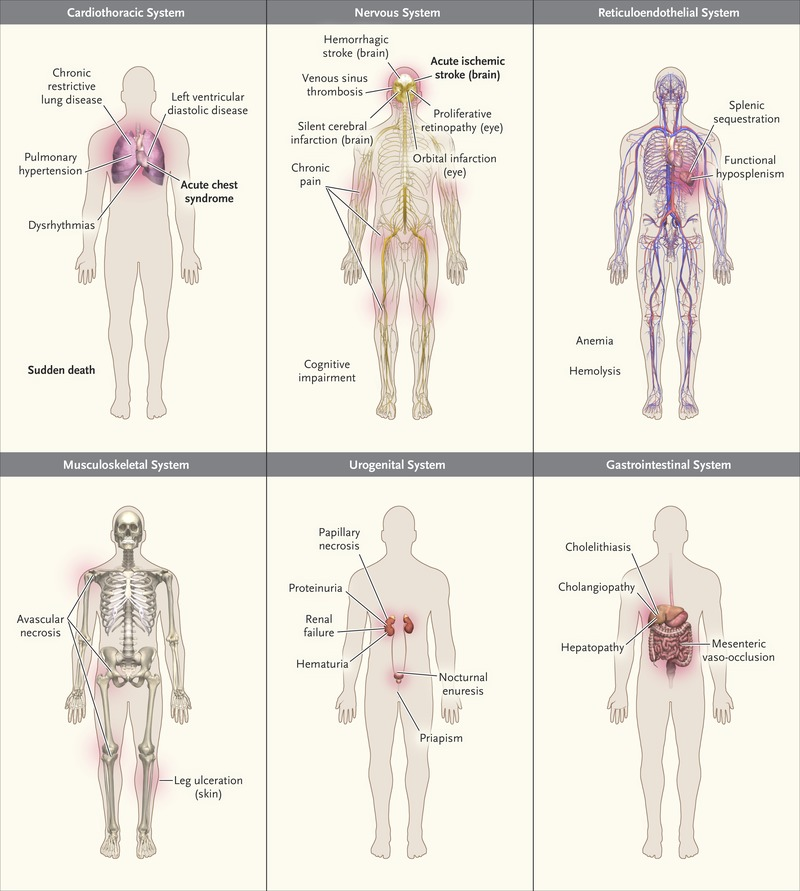 Cardiothoracic System
Chronic
restrictive
lung disease
Left ventricular
diastolic disease
Pulmonary
hypertension
Acute chest
syndrome
Dysrhythmias
Sudden death
Nervous System
Hemorrhagic
stroke (brain)
Acute ischemic
stroke (brain)
Venous sinus
thrombosis
Proliferative
retinopathy (eye)
Silent cerebral
infarction (brain)
Orbital infarction
(eye)
Chronic
pain
Cognitive
impairment
Reticuloendothelial System
Splenic
sequestration
Functional
hyposplenism
Anemia
Hemolysis
Musculoskeletal System
Avascular
necrosis
Leg ulceration
(skin)
Urogenital System
Papillary
necrosis
Proteinuria
Renal
failure
Hematuria
Nocturnal
enuresis
Priapism
Gastrointestinal System
Cholelithiasis
Cholangiopathy
Hepatopathy
Mesenteric
vaso-occlusion